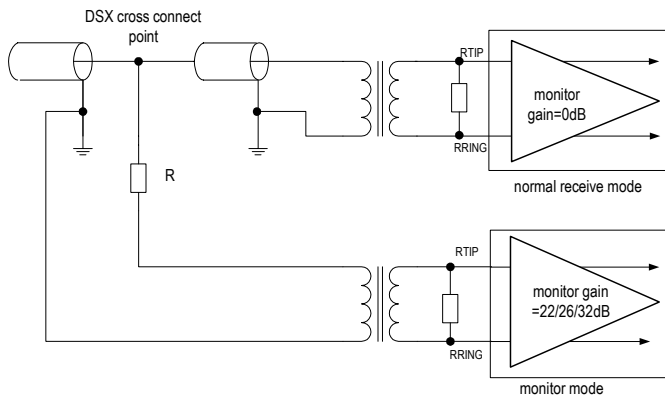 DSX cross connect
point
RTIP
monitor
gain=0dB
RRING
normal receive mode
R
RTIP
monitor gain
=22/26/32dB
RRING
monitor mode